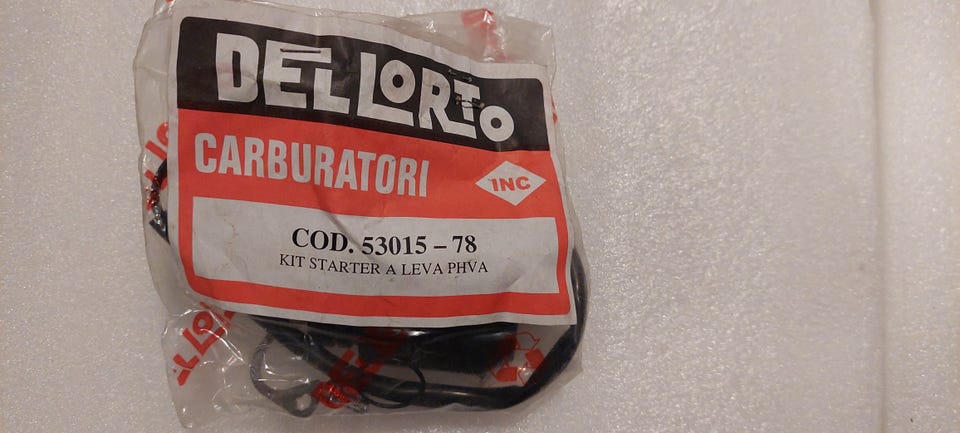 DELLORTO
CARBURATORI
INC
COD. 53015 – 78
KIT STARTER A LEVA PHVA